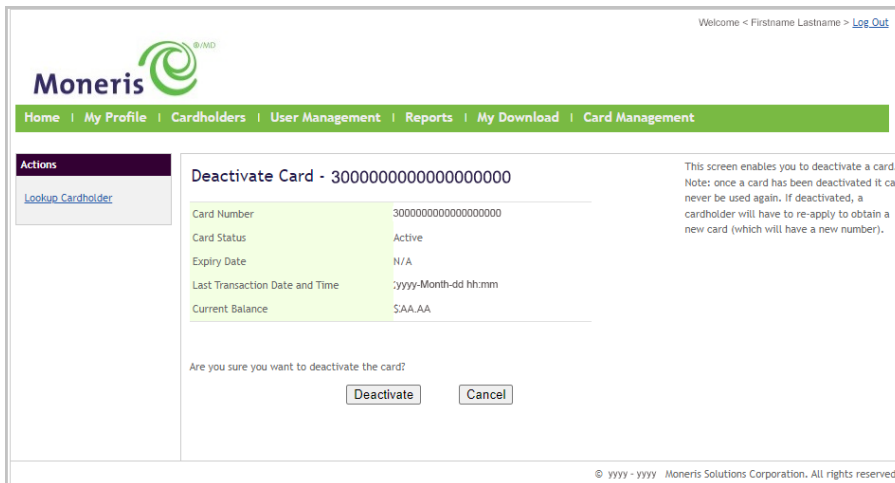 Welcome < Firstname Lastname > Log Out
®/MD
Moneris
Home | My Profile | Cardholders | User Management | Reports | My Download | Card Management
Actions
Lookup Cardholder
Deactivate Card - 3000000000000000000
Card Number 3000000000000000000
Card Status Active
Expiry Date N/A
Last Transaction Date and Time yyyy-Month-dd hh:mm
Current Balance $AA.AA
Are you sure you want to deactivate the card?
Deactivate Cancel
This screen enables you to deactivate a card.
Note: once a card has been deactivated it ca
never be used again. If deactivated, a
cardholder will have to re-apply to obtain a
new card (which will have a new number).
© yyyy - yyyy Moneris Solutions Corporation. All rights reserved